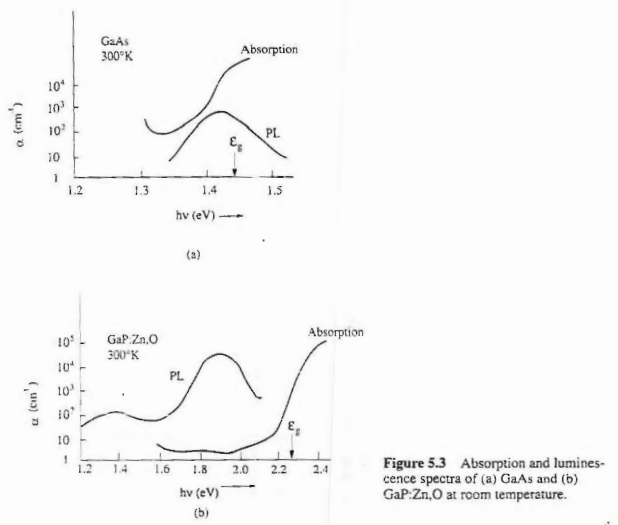 GaAs
300°K
Absorption
10⁴
10³
10²
10
1
α (cm⁻¹)
PL
εg
1.2 1.3 1.4 1.5
hν (eV) →
(a)
Absorption
10⁵
10⁴
10³
10²
10
1
GaP:Zn,O
300°K
PL
α (cm⁻¹)
εg
1.2 1.4 1.6 1.8 2.0 2.2 2.4
hν (eV) →
(b)
Figure 5.3 Absorption and lumines-
cence spectra of (a) GaAs and (b)
GaP:Zn,O at room temperature.